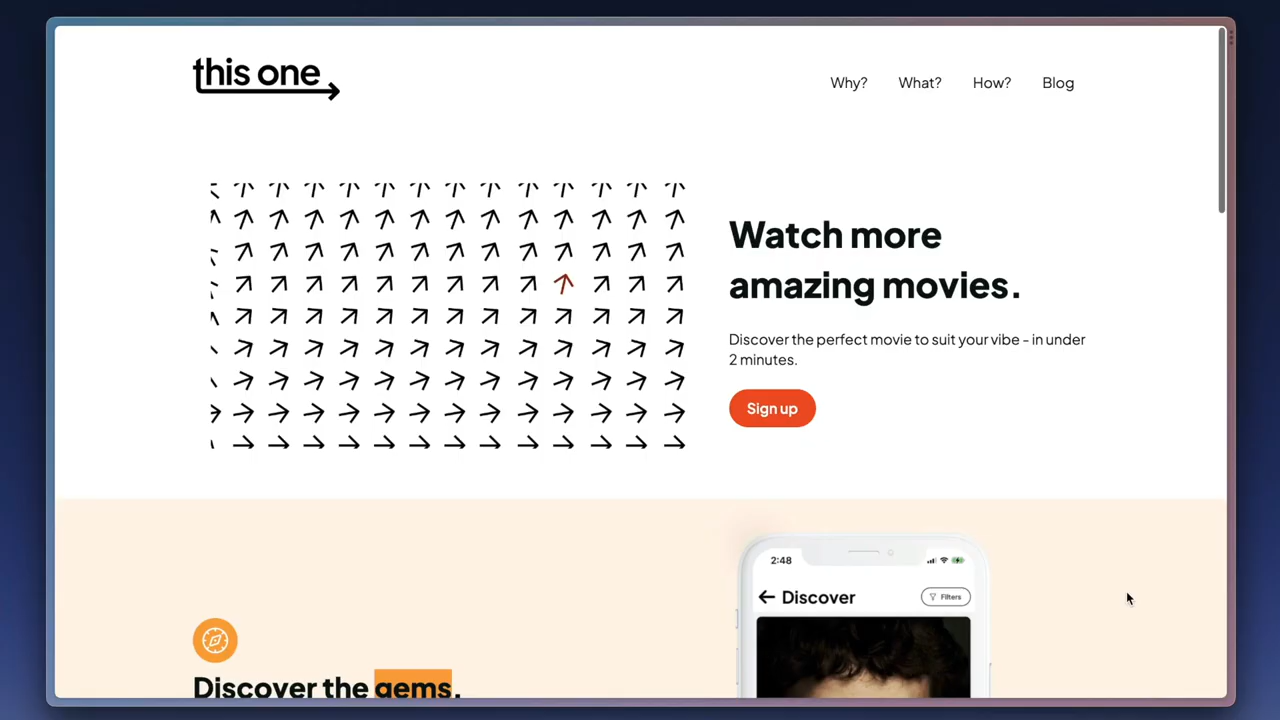 this one
Why?
What?
How?
Blog
Watch more
amazing movies.
Discover the perfect movie to suit your vibe - in under
2 minutes.
Sign up
2:48
Discover
Filters
Discover the gems.